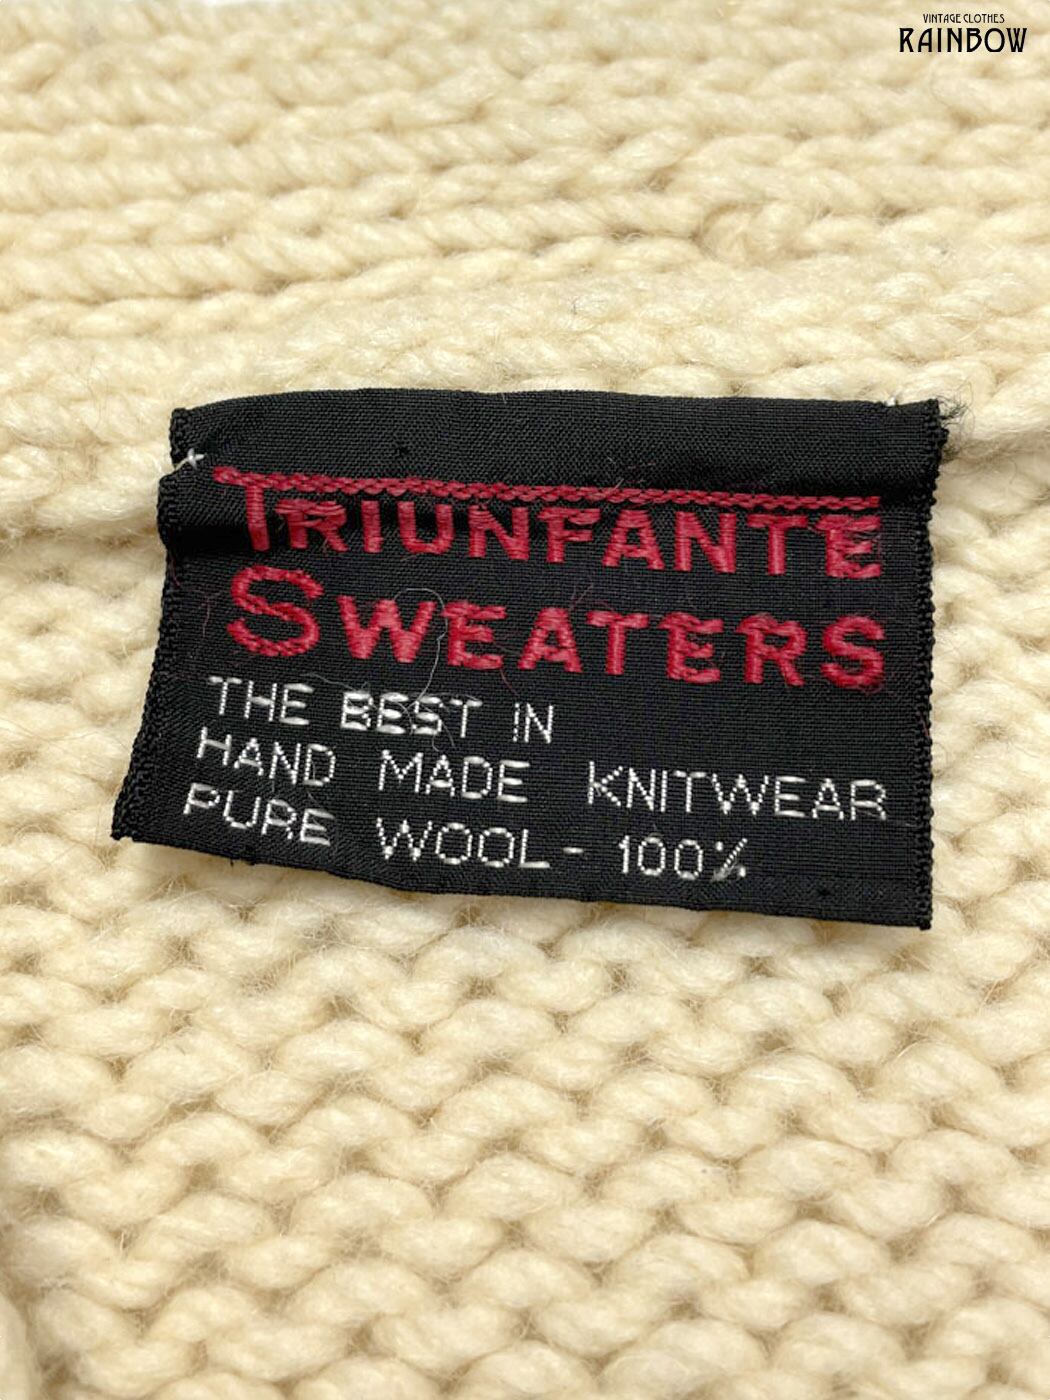 VINTAGE CLOTHES
RAINBOW
TRIUNFANTE
SWEATERS
THE BEST IN
HAND MADE KNITWEAR
PURE WOOL - 100%